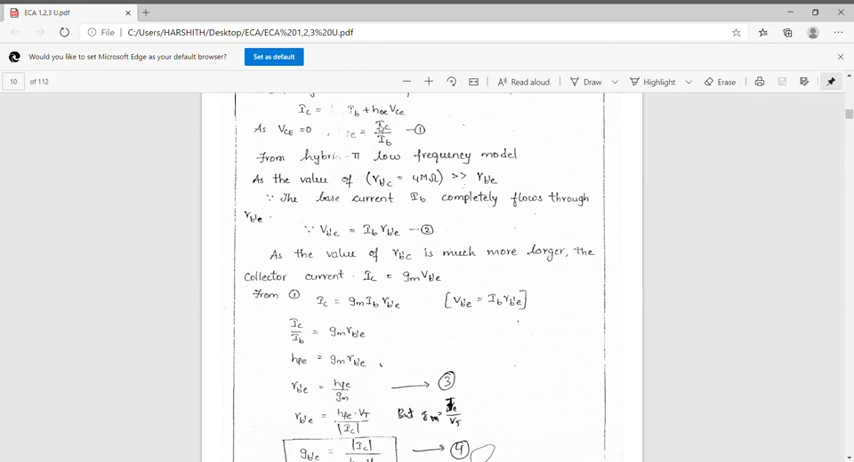 ECA 1,2,3 U.pdf
File | C:/Users/HARSHITH/Desktop/ECA/ECA%201,2,3%20U.pdf
Would you like to set Microsoft Edge as your default browser? Set as default
10 of 112 Read aloud Draw Highlight Erase
Ic = Ib + hoe VCE
As VCE = 0, e = Ic/Ib —①
From hybrid-π low frequency model
As the value of (rb'c = 4MΩ) >> rb'e
∵ The base current Ib completely flows through
rb'e.
∵ Vb'e = Ib rb'e —②
As the value of rb'c is much more larger, the
collector current. Ic = gm Vb'e
From ① Ic = gm Ib rb'e [Vb'e = Ib rb'e]
Ic/Ib = gm rb'e
hfe = gm rb'e
rb'e = hfe/gm → ③
rb'e = hfe . VT/|Ic| But gm = Ic/VT
gb'e = |Ic| → ④